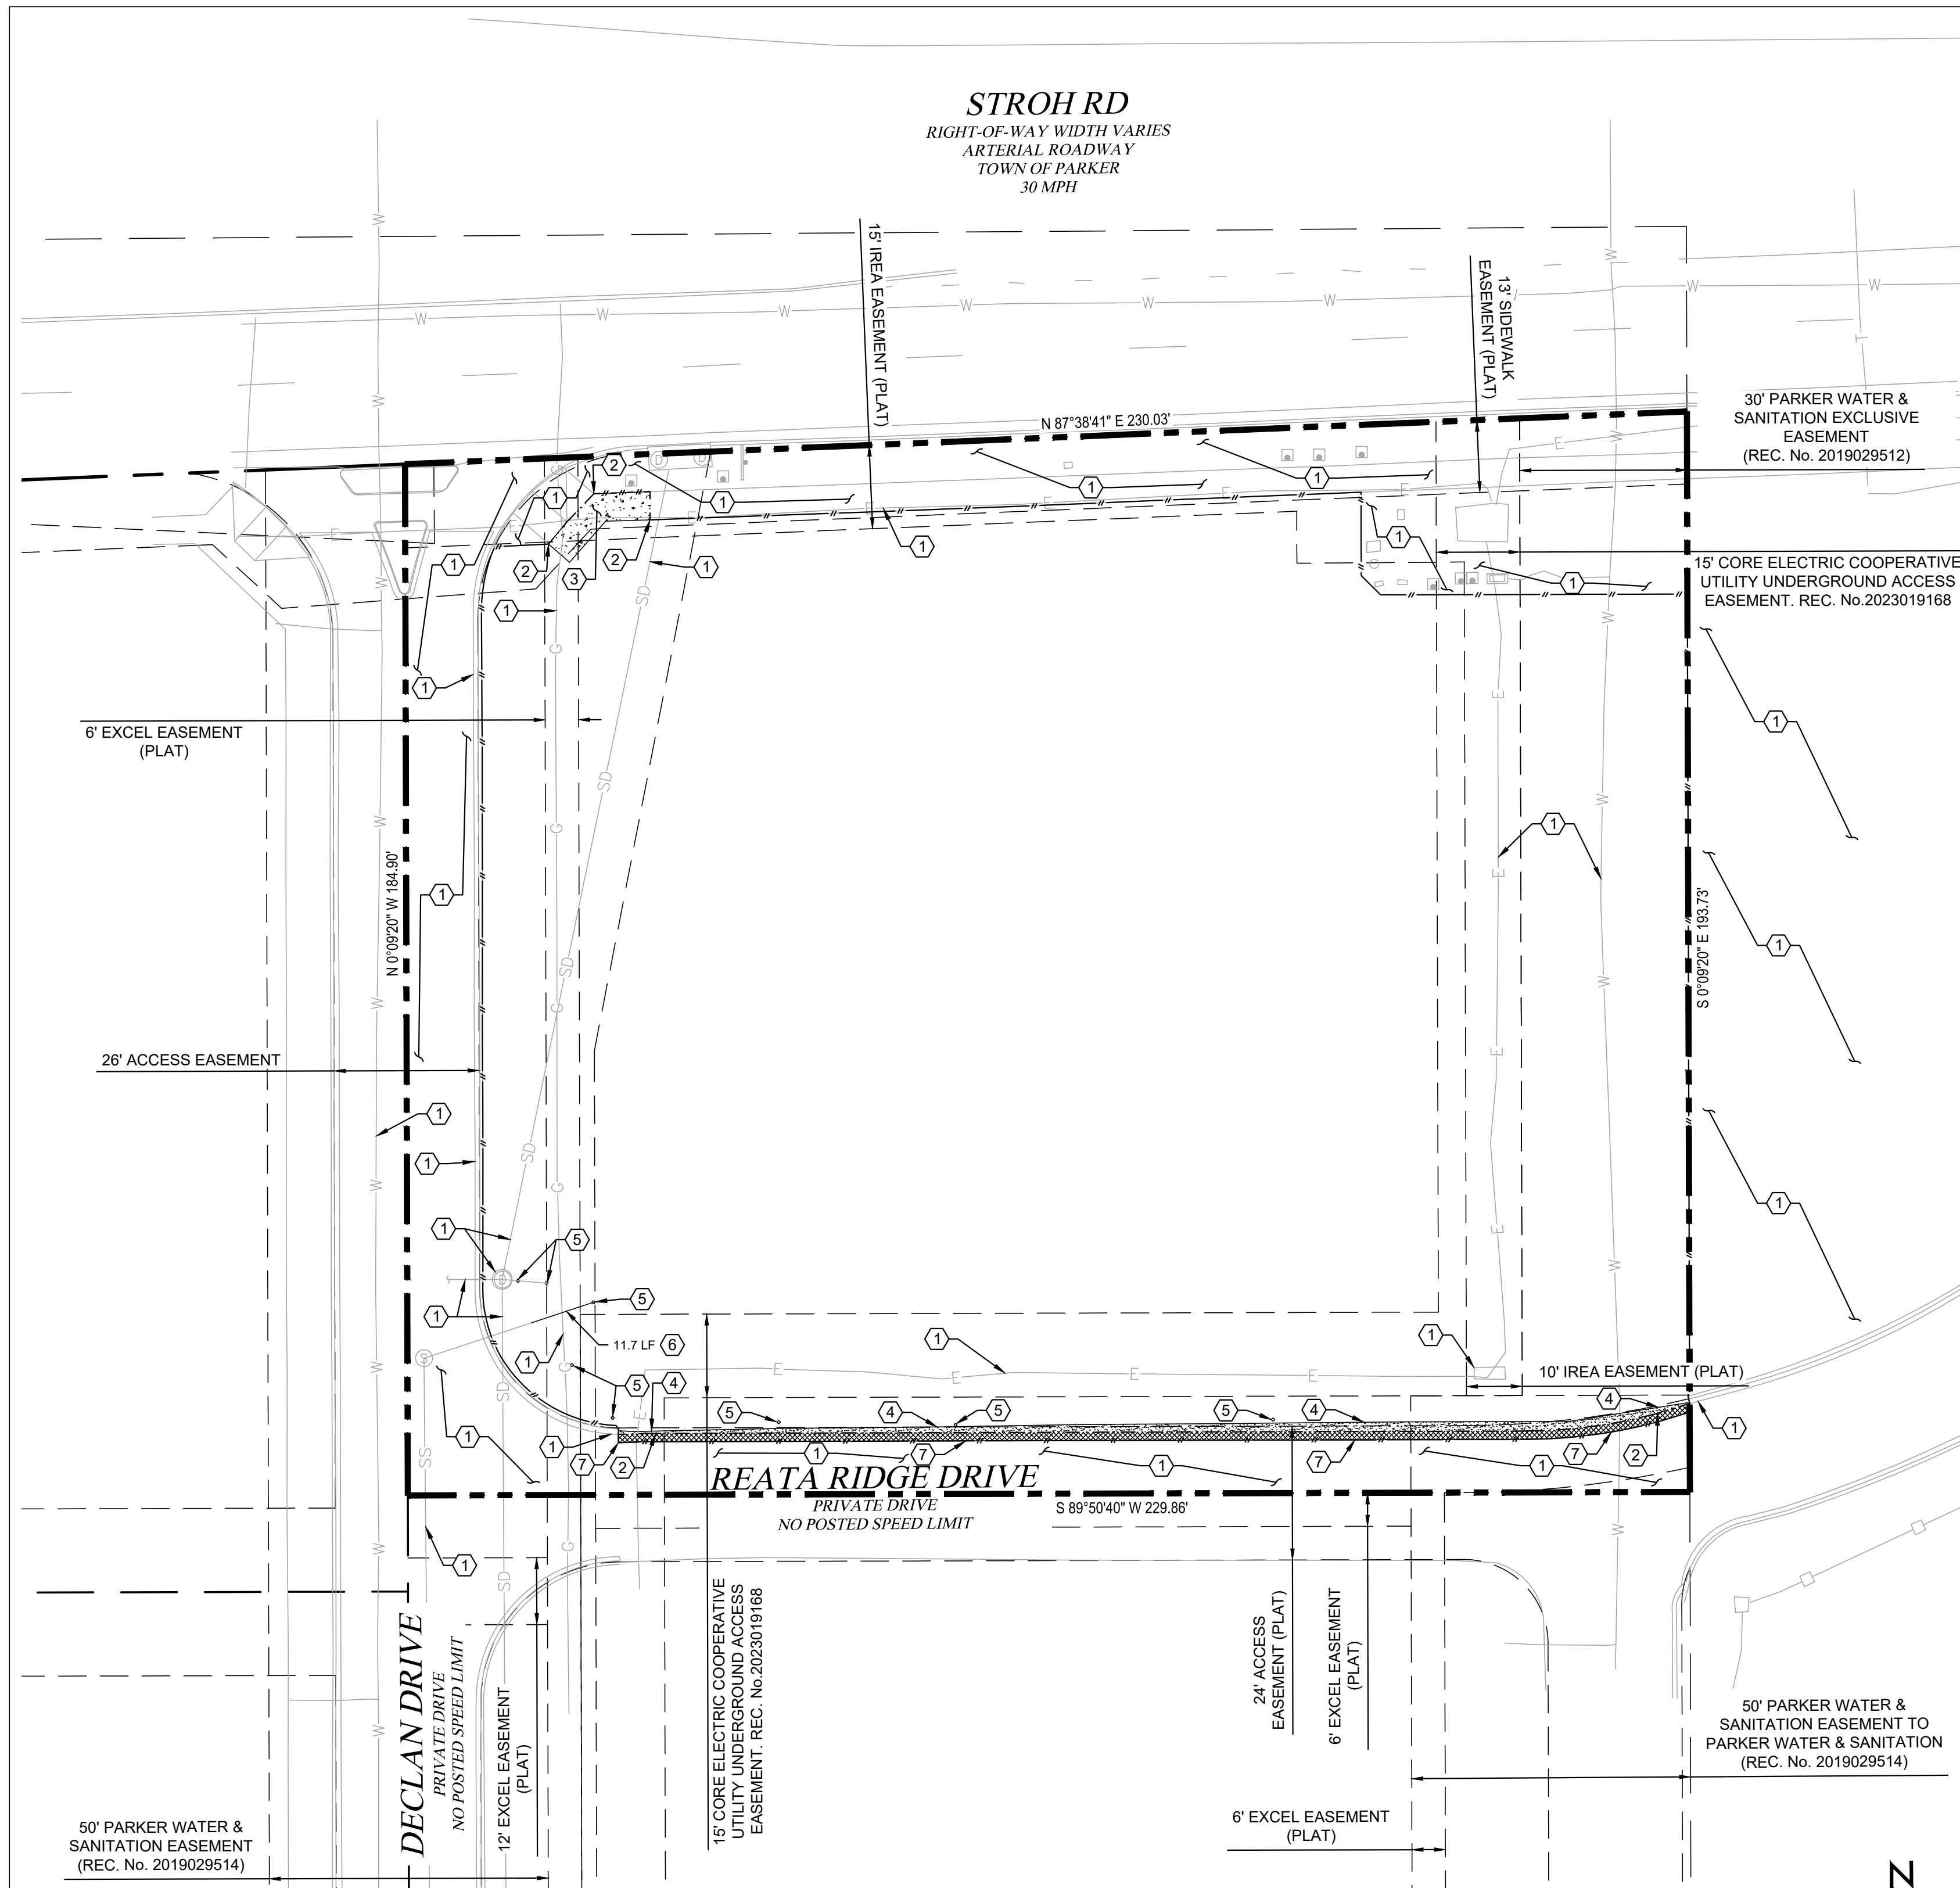 STROH RD
RIGHT-OF-WAY WIDTH VARIES
ARTERIAL ROADWAY
TOWN OF PARKER
30 MPH
15' IREA EASEMENT (PLAT)
13' SIDEWALK
EASEMENT (PLAT)
N 87°38'41" E 230.03'
30' PARKER WATER &
SANITATION EXCLUSIVE
EASEMENT
(REC. No. 2019029512)
15' CORE ELECTRIC COOPERATIVE
UTILITY UNDERGROUND ACCESS
EASEMENT. REC. No.2023019168
6' EXCEL EASEMENT
(PLAT)
N 0°09'20" W 184.90'
S 0°09'20" E 193.73'
26' ACCESS EASEMENT
11.7 LF 6
10' IREA EASEMENT (PLAT)
REATA RIDGE DRIVE
PRIVATE DRIVE
NO POSTED SPEED LIMIT
S 89°50'40" W 229.86'
DECLAN DRIVE
PRIVATE DRIVE
NO POSTED SPEED LIMIT
12' EXCEL EASEMENT
(PLAT)
15' CORE ELECTRIC COOPERATIVE
UTILITY UNDERGROUND ACCESS
EASEMENT. REC. No.2023019168
24' ACCESS
EASEMENT (PLAT)
6' EXCEL EASEMENT
(PLAT)
50' PARKER WATER &
SANITATION EASEMENT TO
PARKER WATER & SANITATION
(REC. No. 2019029514)
6' EXCEL EASEMENT
(PLAT)
50' PARKER WATER &
SANITATION EASEMENT
(REC. No. 2019029514)
N